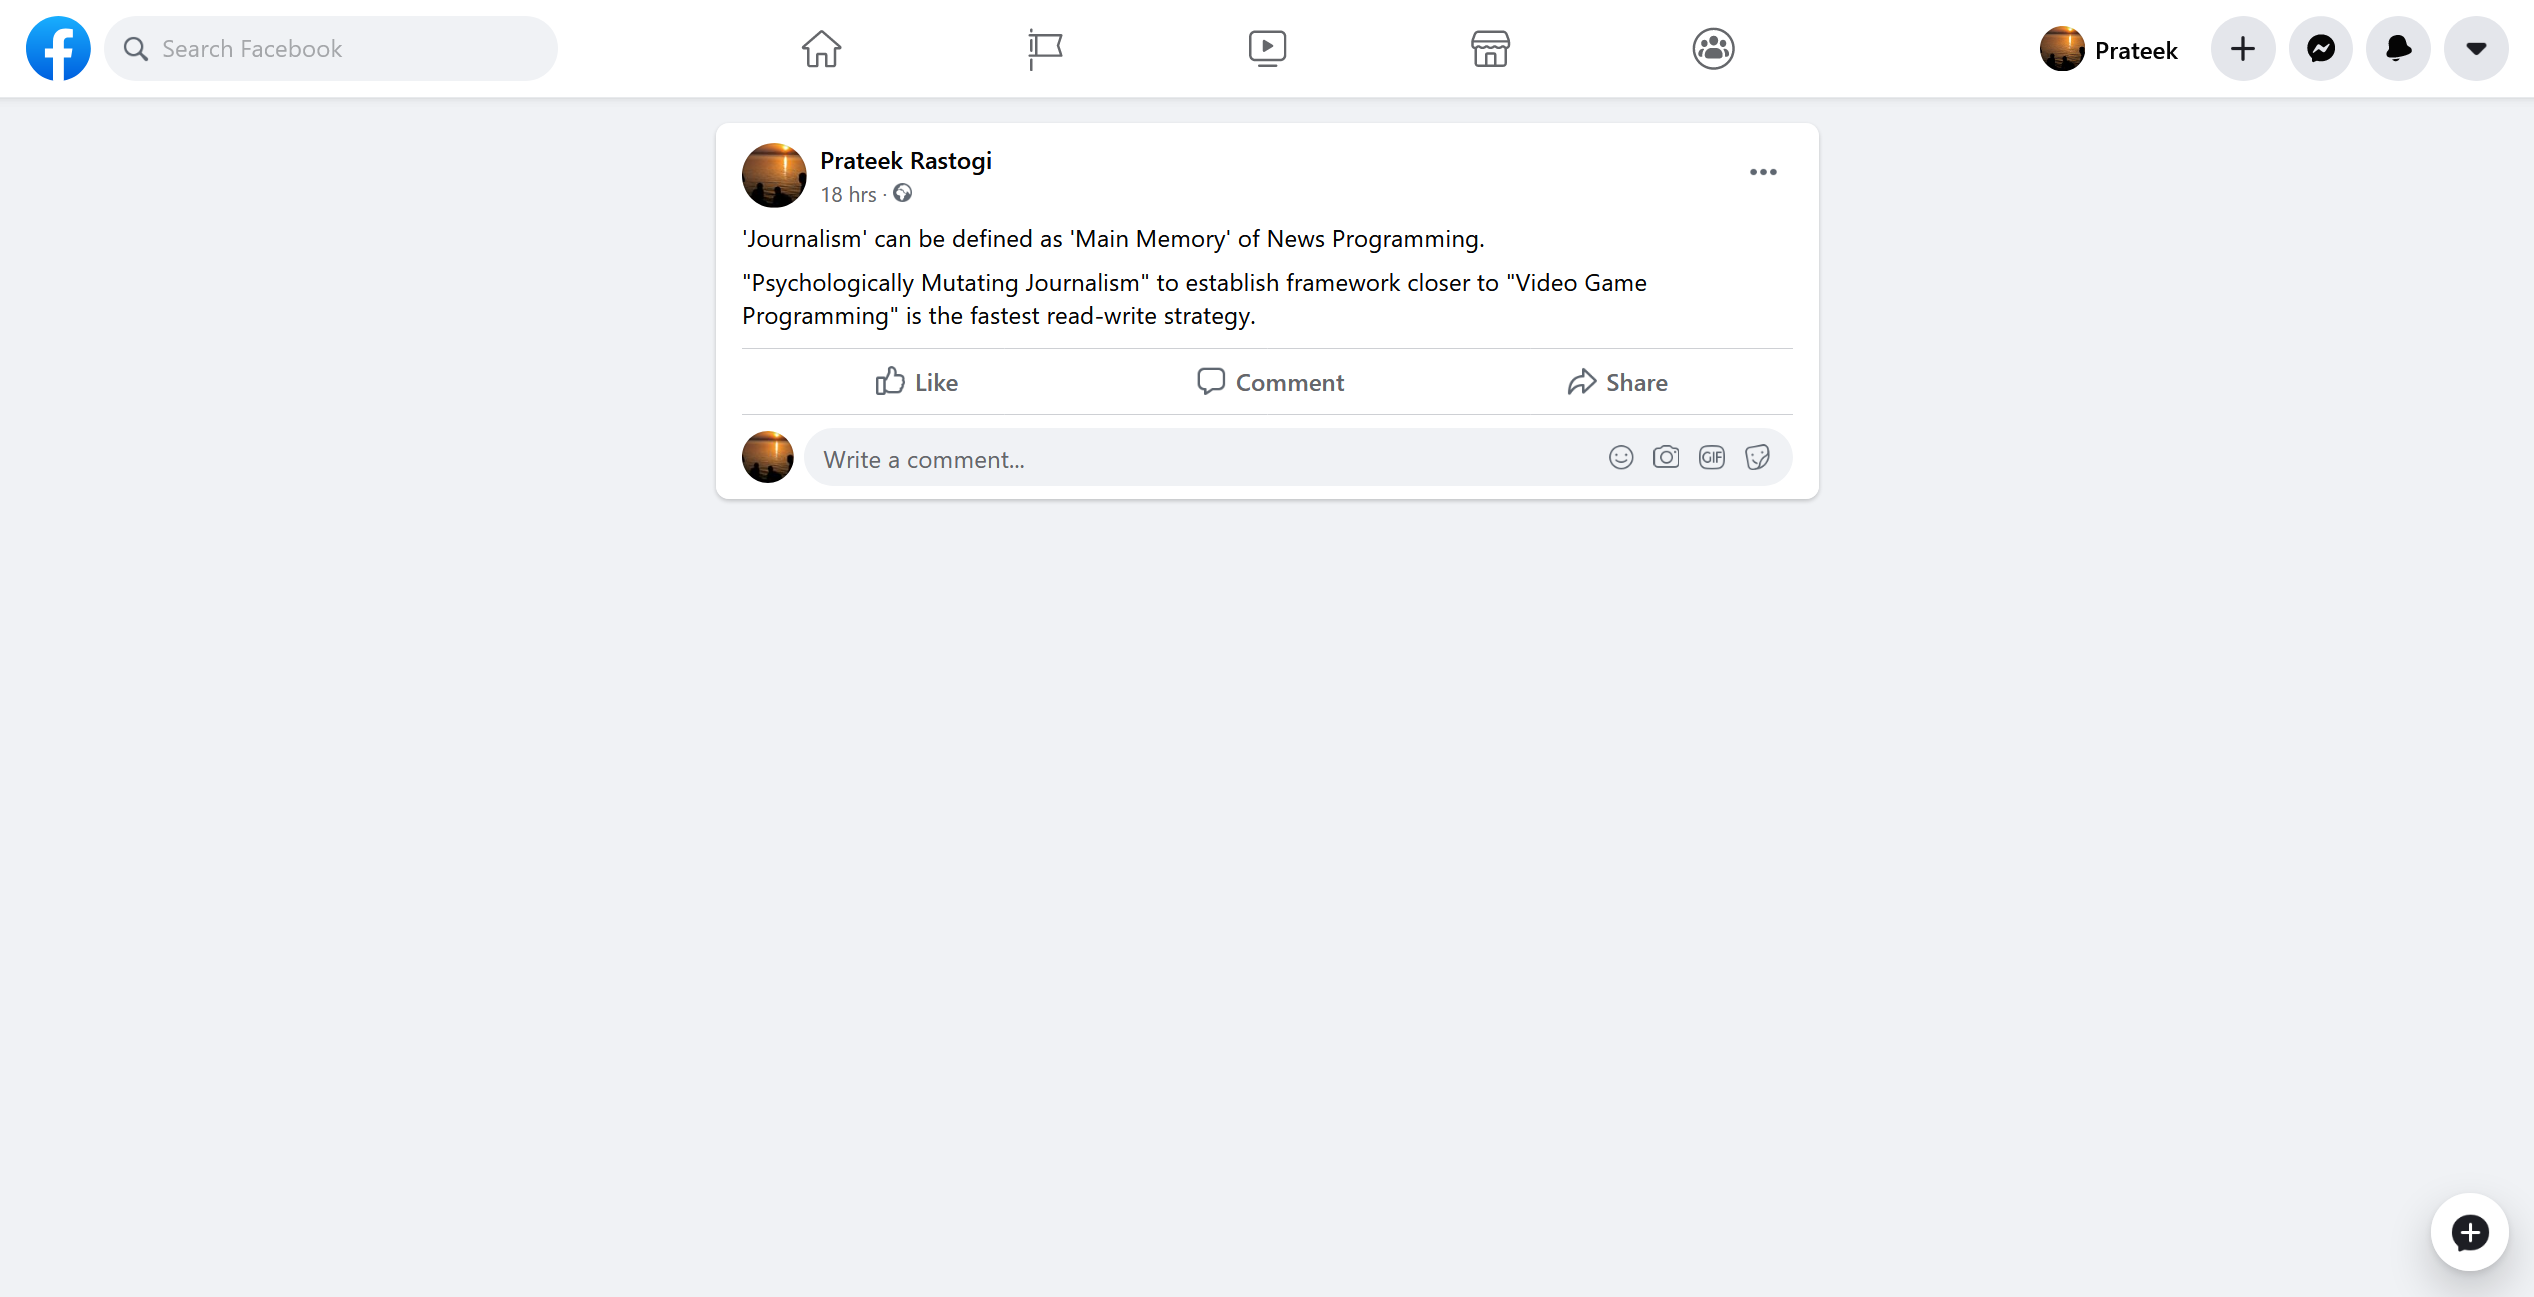 Search Facebook
Prateek
Prateek Rastogi
18 hrs ·
'Journalism' can be defined as 'Main Memory' of News Programming.
"Psychologically Mutating Journalism" to establish framework closer to "Video Game
Programming" is the fastest read-write strategy.
Like
Comment
Share
Write a comment...
GIF